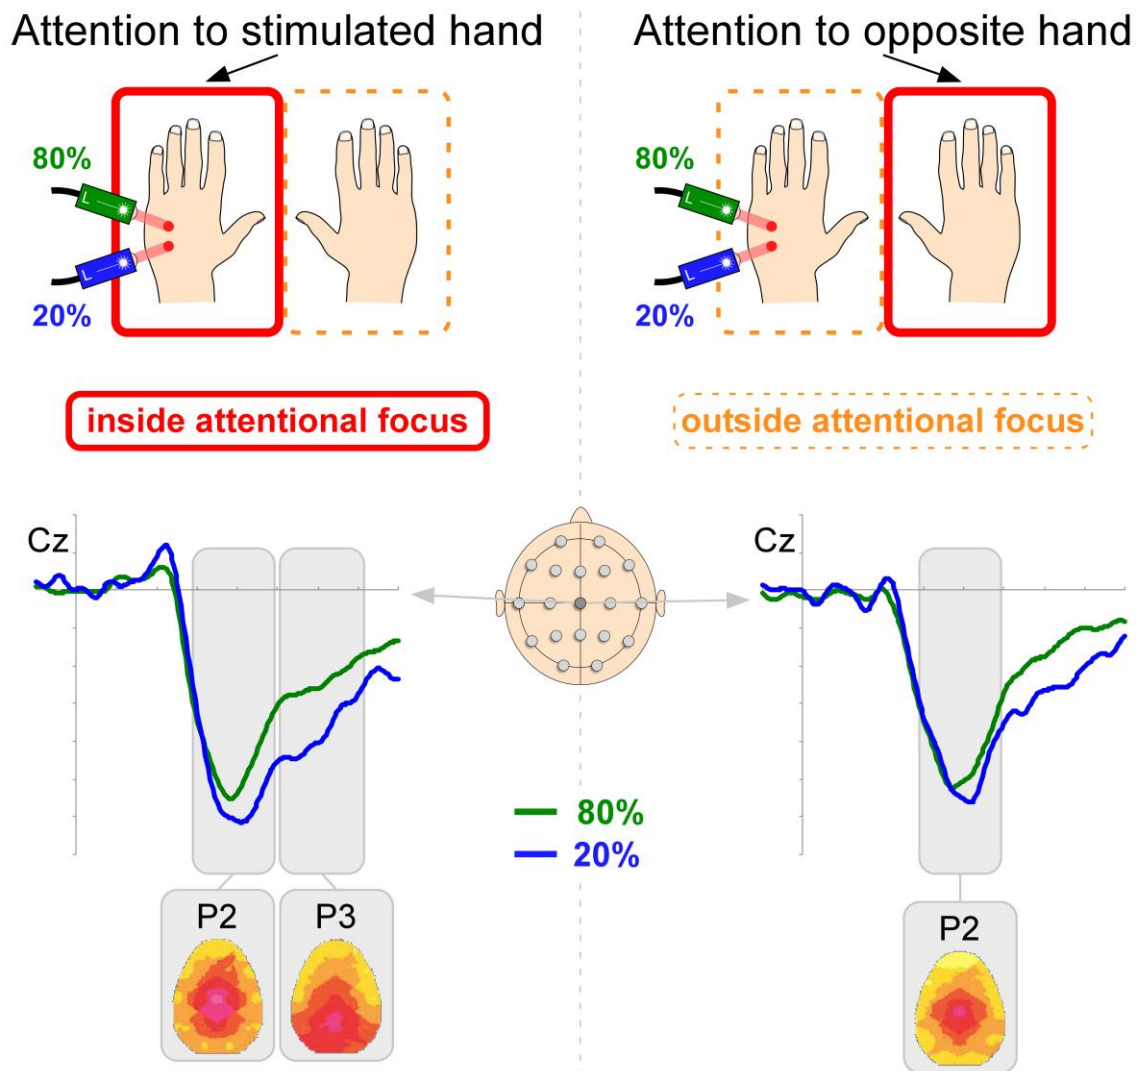 Attention to stimulated hand
Attention to opposite hand
80%
L
L
20%
80%
L
L
20%
inside attentional focus
outside attentional focus
Cz
Cz
80%
20%
P2
P3
P2